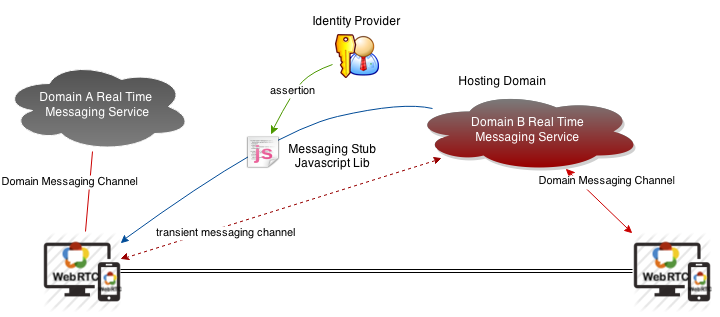 Identity Provider
assertion
Hosting Domain
Domain A Real Time
Messaging Service
Domain B Real Time
Messaging Service
js
Messaging Stub
Javascript Lib
Domain Messaging Channel
Domain Messaging Channel
transient messaging channel
WebRTC
WebRTC
WebRTC
WebRTC